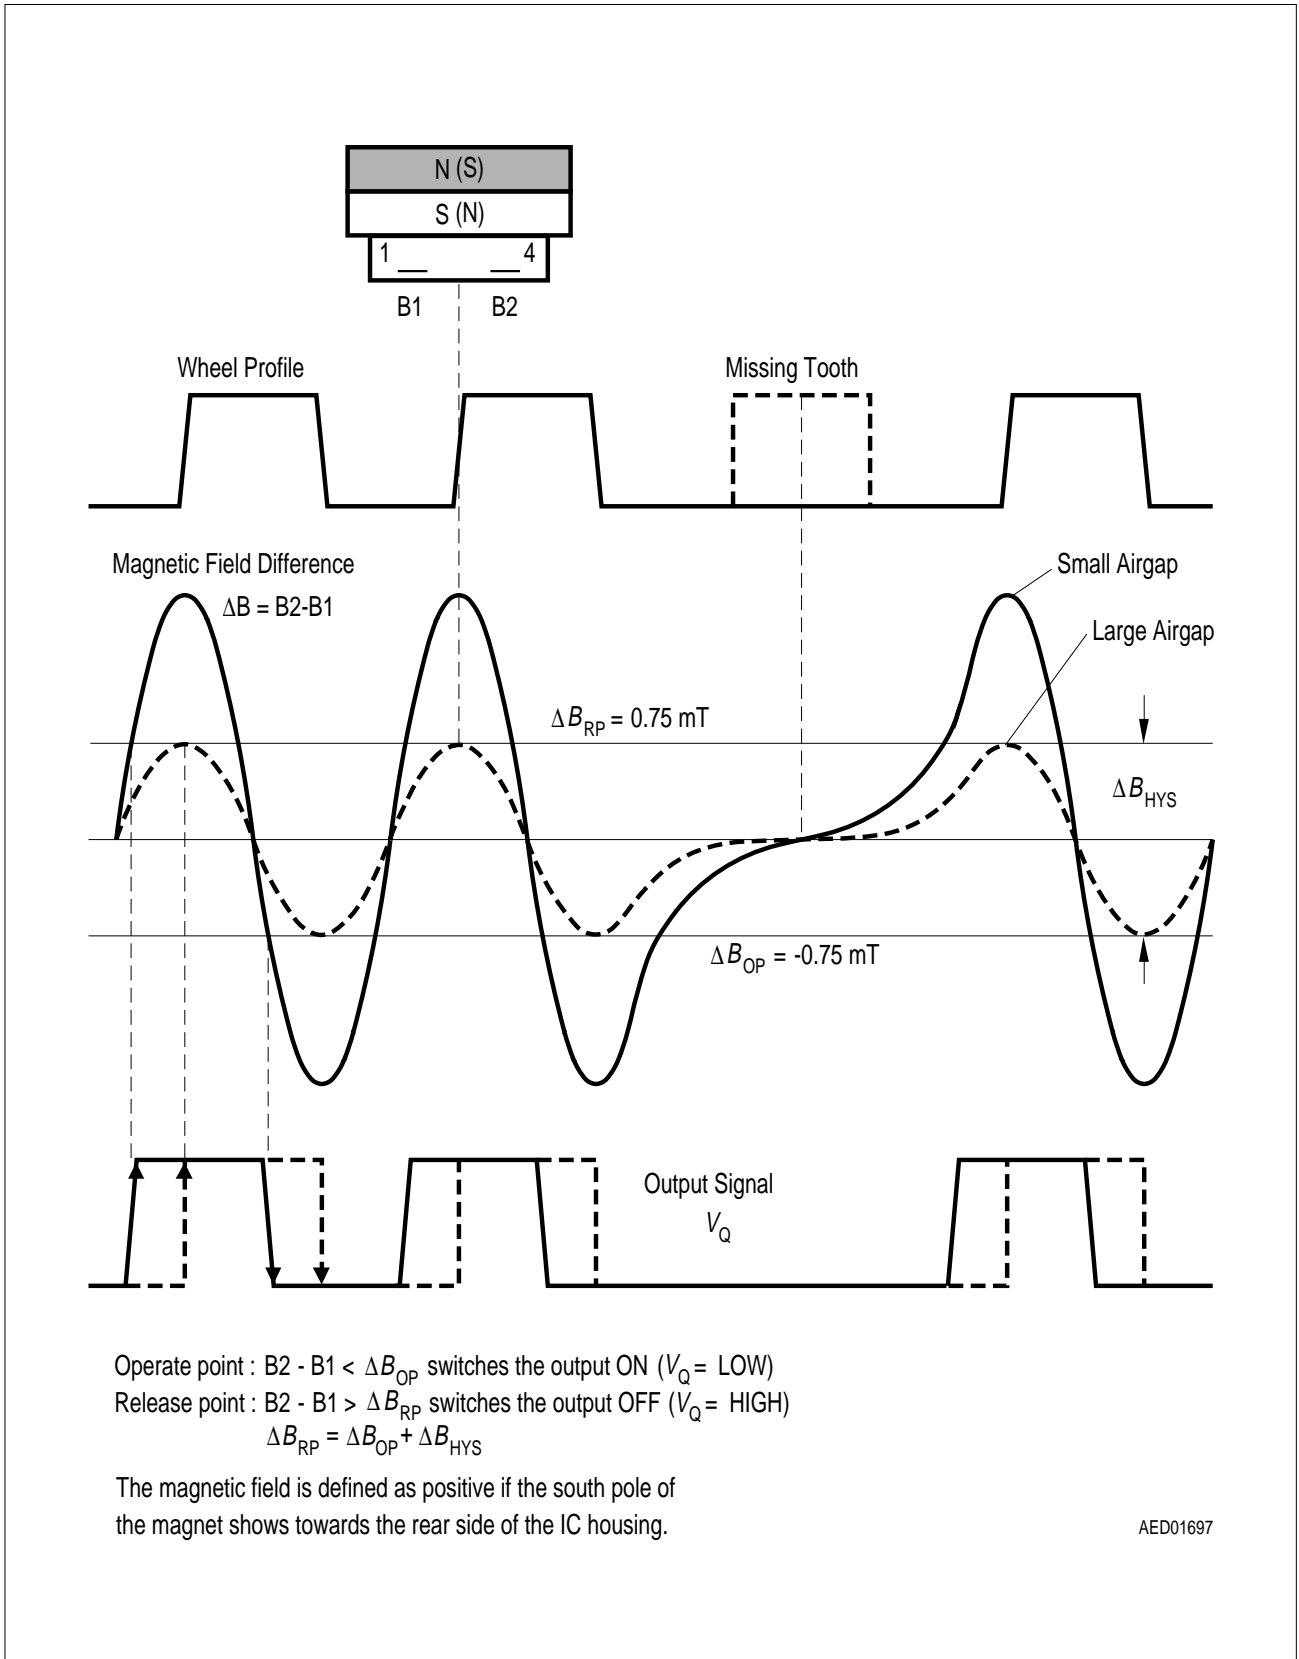 N (S)
S (N)
1 4
B1 B2
Wheel Profile
Missing Tooth
Magnetic Field Difference
ΔB = B2-B1
Small Airgap
Large Airgap
ΔB_RP = 0.75 mT
ΔB_HYS
ΔB_OP = -0.75 mT
Output Signal
V_Q
Operate point : B2 - B1 < ΔB_OP switches the output ON (V_Q = LOW)
Release point : B2 - B1 > ΔB_RP switches the output OFF (V_Q = HIGH)
ΔB_RP = ΔB_OP + ΔB_HYS
The magnetic field is defined as positive if the south pole of
the magnet shows towards the rear side of the IC housing.
AED01697